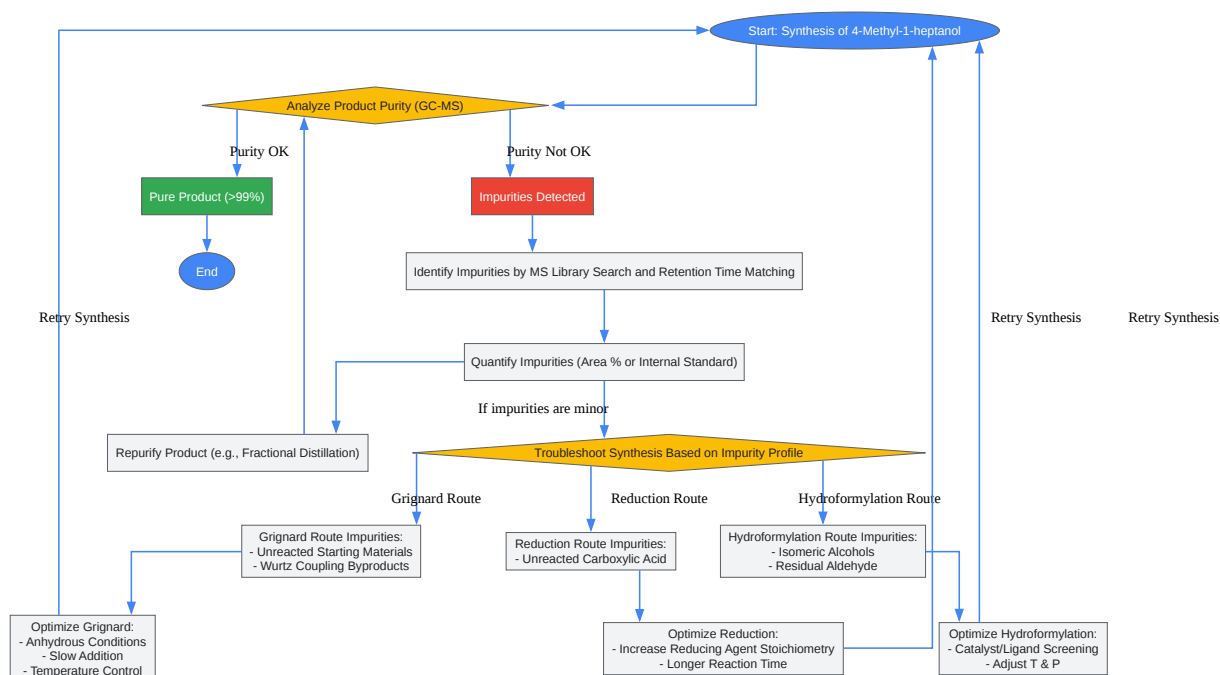 Start: Synthesis of 4-Methyl-1-heptanol
Analyze Product Purity (GC-MS)
Purity OK
Purity Not OK
Pure Product (>99%)
Impurities Detected
End
Identify Impurities by MS Library Search and Retention Time Matching
Retry Synthesis
Retry Synthesis
Retry Synthesis
Quantify Impurities (Area % or Internal Standard)
If impurities are minor
Repurify Product (e.g., Fractional Distillation)
Troubleshoot Synthesis Based on Impurity Profile
Grignard Route
Reduction Route
Hydroformylation Route
Grignard Route Impurities:
- Unreacted Starting Materials
- Wurtz Coupling Byproducts
Reduction Route Impurities:
- Unreacted Carboxylic Acid
Hydroformylation Route Impurities:
- Isomeric Alcohols
- Residual Aldehyde
Optimize Grignard:
- Anhydrous Conditions
- Slow Addition
- Temperature Control
Optimize Reduction:
- Increase Reducing Agent Stoichiometry
- Longer Reaction Time
Optimize Hydroformylation:
- Catalyst/Ligand Screening
- Adjust T & P